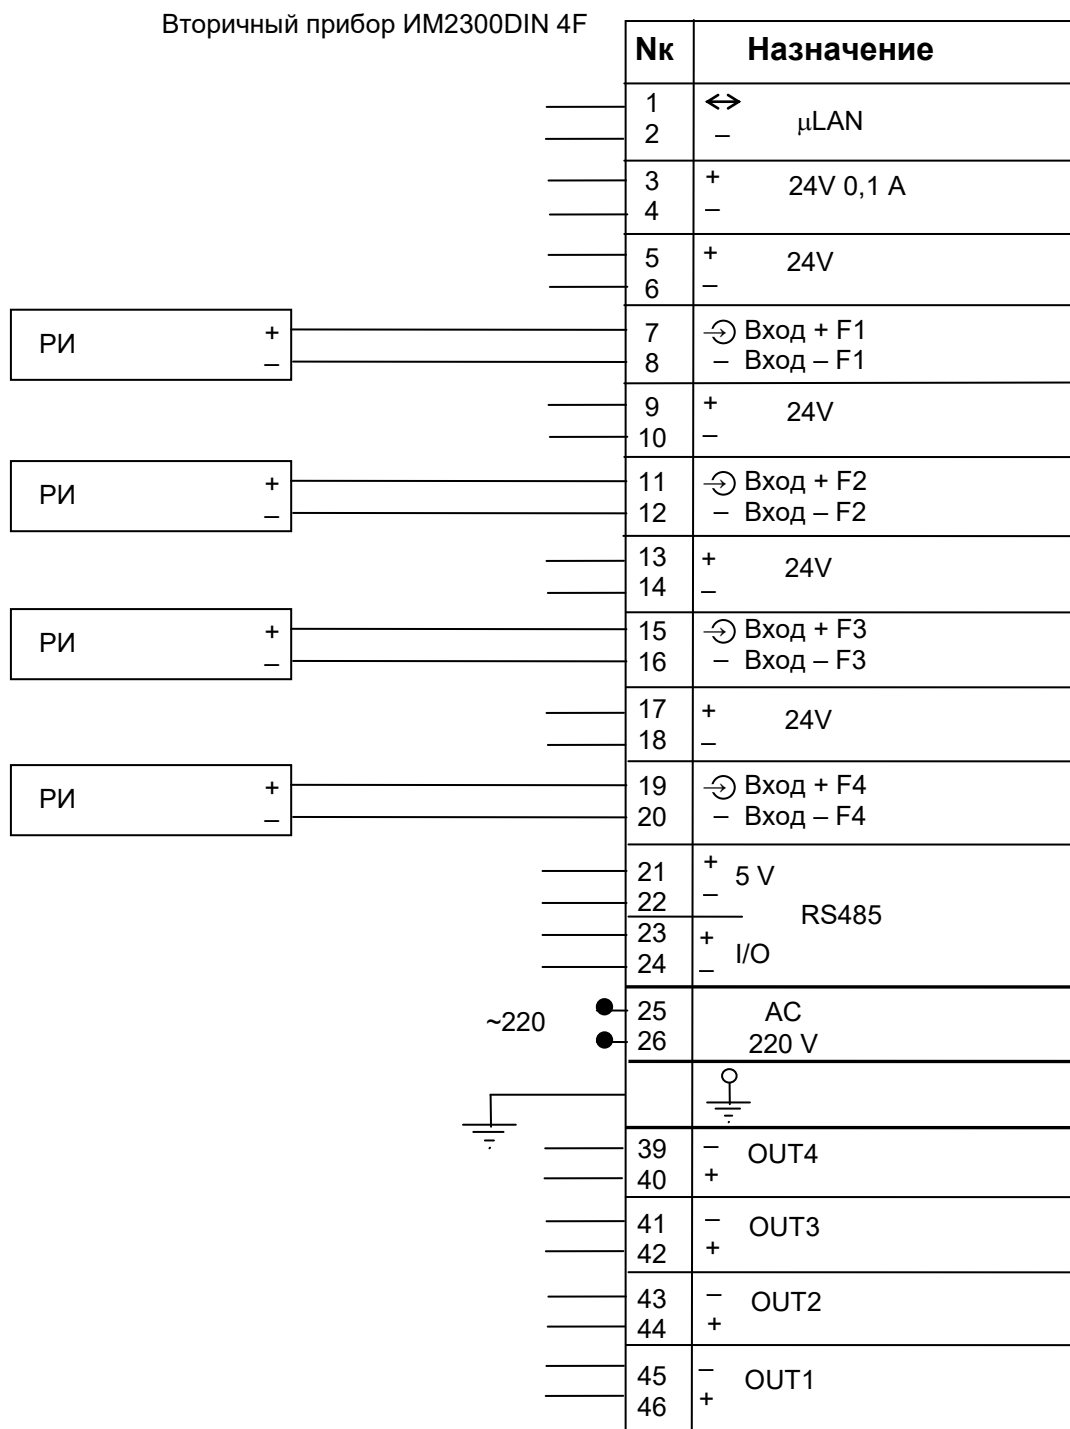 Вторичный прибор ИМ2300DIN 4F
Nк Назначение
1 ↔
μLAN
2 –
3 + 24V 0,1 A
4 –
5 + 24V
6 –
РИ + 7 Вход + F1
– 8 – Вход – F1
9 + 24V
10 –
РИ + 11 Вход + F2
– 12 – Вход – F2
13 + 24V
14 –
РИ + 15 Вход + F3
– 16 – Вход – F3
17 + 24V
18 –
РИ + 19 Вход + F4
– 20 – Вход – F4
21 + 5 V
22 –
RS485
23 + I/O
24 –
~220
25 AC
26 220 V
39 – OUT4
40 +
41 – OUT3
42 +
43 – OUT2
44 +
45 – OUT1
46 +